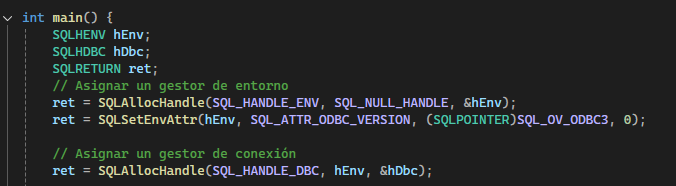 int main() {
SQLHENV hEnv;
SQLHDBC hDbc;
SQLRETURN ret;
// Asignar un gestor de entorno
ret = SQLAllocHandle(SQL_HANDLE_ENV, SQL_NULL_HANDLE, &hEnv);
ret = SQLSetEnvAttr(hEnv, SQL_ATTR_ODBC_VERSION, (SQLPOINTER)SQL_OV_ODBC3, 0);
// Asignar un gestor de conexión
ret = SQLAllocHandle(SQL_HANDLE_DBC, hEnv, &hDbc);